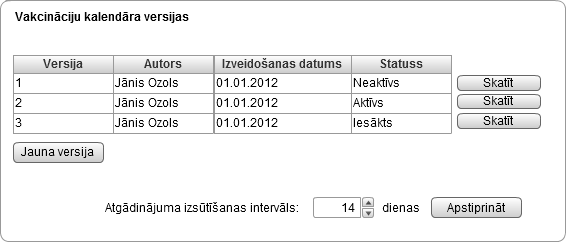 Vakcināciju kalendāra versijas
Versija Autors Izveidošanas datums Statuss
1 Jānis Ozols 01.01.2012 Neaktīvs Skatīt
2 Jānis Ozols 01.01.2012 Aktīvs Skatīt
3 Jānis Ozols 01.01.2012 Iesākts Skatīt
Jauna versija
Atgādinājuma izsūtīšanas intervāls: 14 dienas Apstiprināt